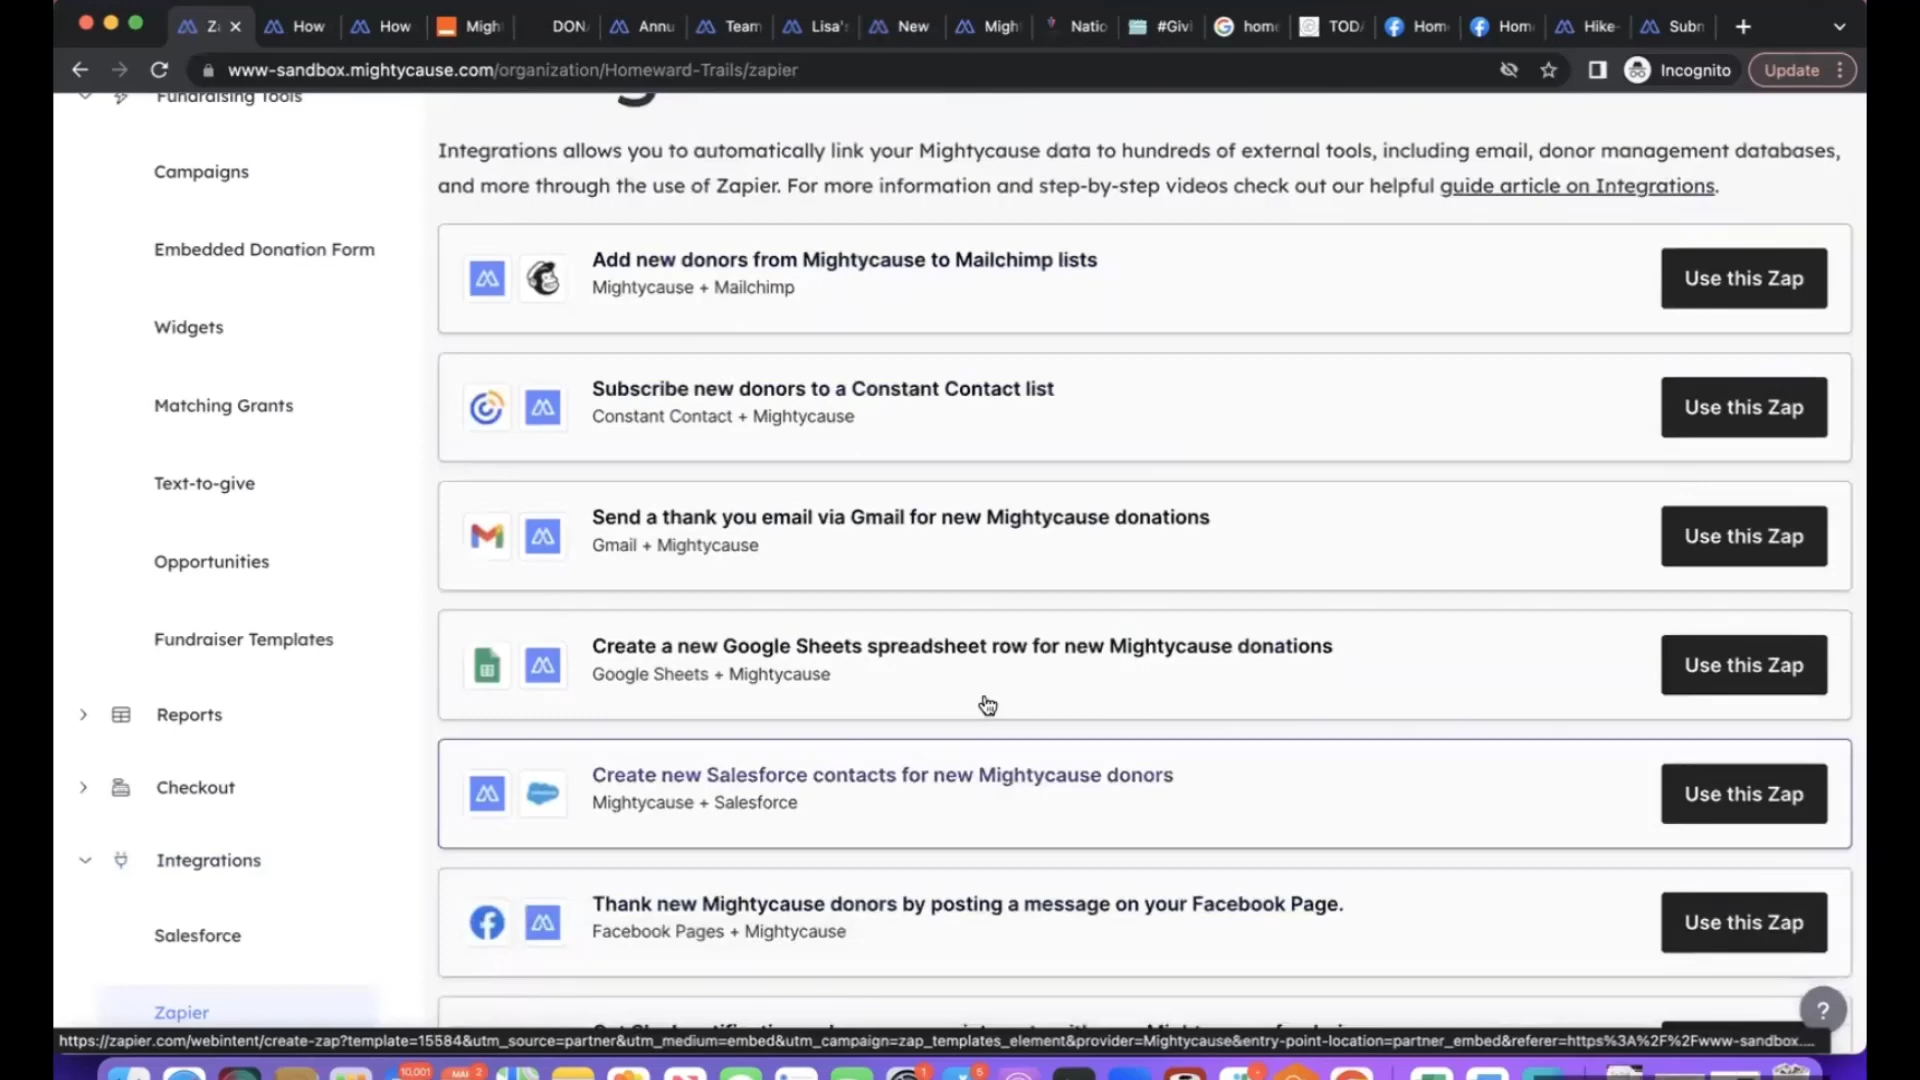 Zi
How
How
Migh
DON
Annu
Team
Lisa's
New
Migh
Natio
#Givi
home
TODA
Hom
Hom
Hike-
Subm
www-sandbox.mightycause.com/organization/Homeward-Trails/zapier
Incognito
Update
Fundraising Tools
Campaigns
Embedded Donation Form
Widgets
Matching Grants
Text-to-give
Opportunities
Fundraiser Templates
Reports
Checkout
Integrations
Salesforce
Zapier
Integrations allows you to automatically link your Mightycause data to hundreds of external tools, including email, donor management databases,
and more through the use of Zapier. For more information and step-by-step videos check out our helpful guide article on Integrations.
Add new donors from Mightycause to Mailchimp lists
Mightycause + Mailchimp
Use this Zap
Subscribe new donors to a Constant Contact list
Constant Contact + Mightycause
Use this Zap
Send a thank you email via Gmail for new Mightycause donations
Gmail + Mightycause
Use this Zap
Create a new Google Sheets spreadsheet row for new Mightycause donations
Google Sheets + Mightycause
Use this Zap
Create new Salesforce contacts for new Mightycause donors
Mightycause + Salesforce
Use this Zap
Thank new Mightycause donors by posting a message on your Facebook Page.
Facebook Pages + Mightycause
Use this Zap
?
https://zapier.com/webintent/create-zap?template=15584&utm_source=partner&utm_medium=embed&utm_campaign=zap_templates_element&provider=Mightycause&entry-point-location=partner_embed&referer=https%3A%2F%2Fwww-sandbox....
10,001
MAR
2
1
5